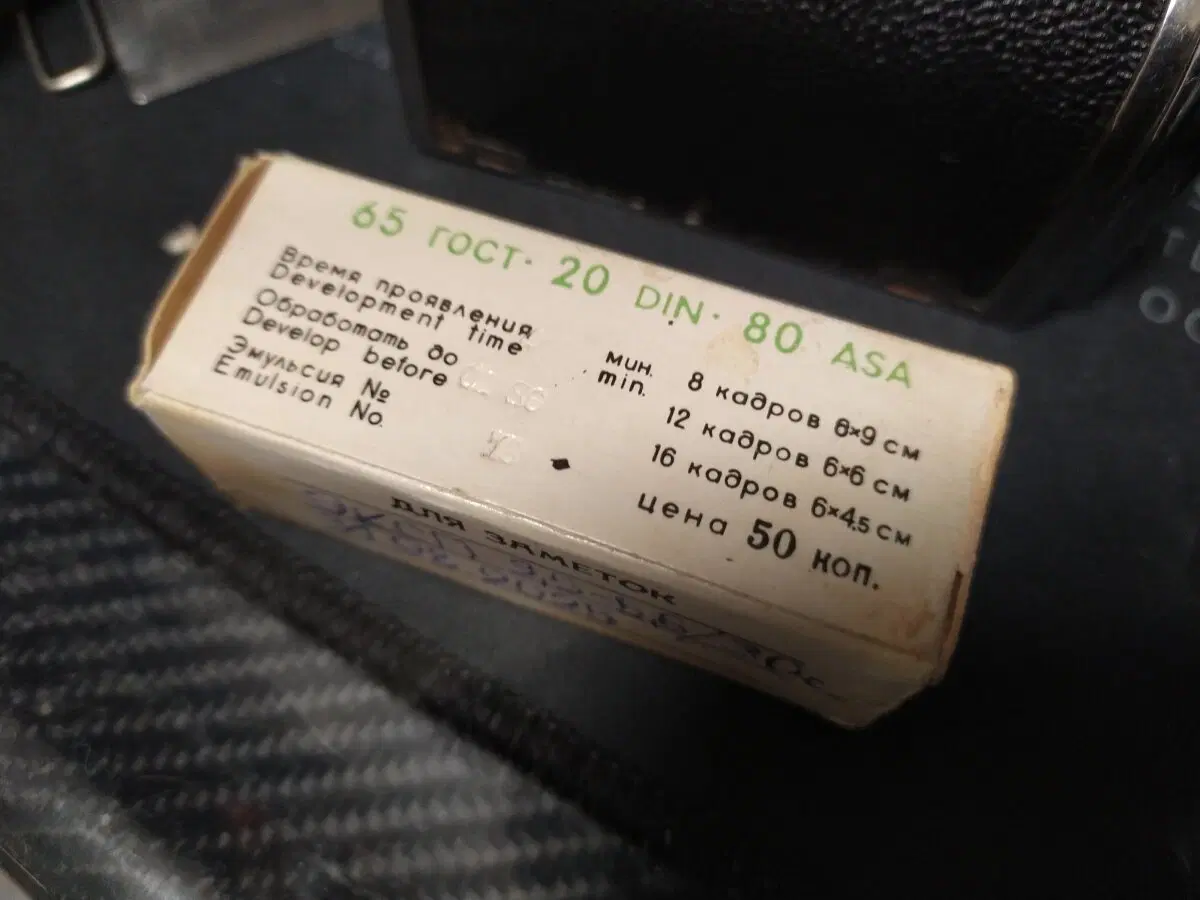 65 ГОСТ · 20 DIN · 80 ASA
Время проявления
Development time
мин.
min.
Обработать до
Develop before
Эмульсия №
Emulsion No.
8 кадров 6×9 см
12 кадров 6×6 см
16 кадров 6×4,5 см
цена 50 коп.
ДЛЯ ЗАМЕТОК